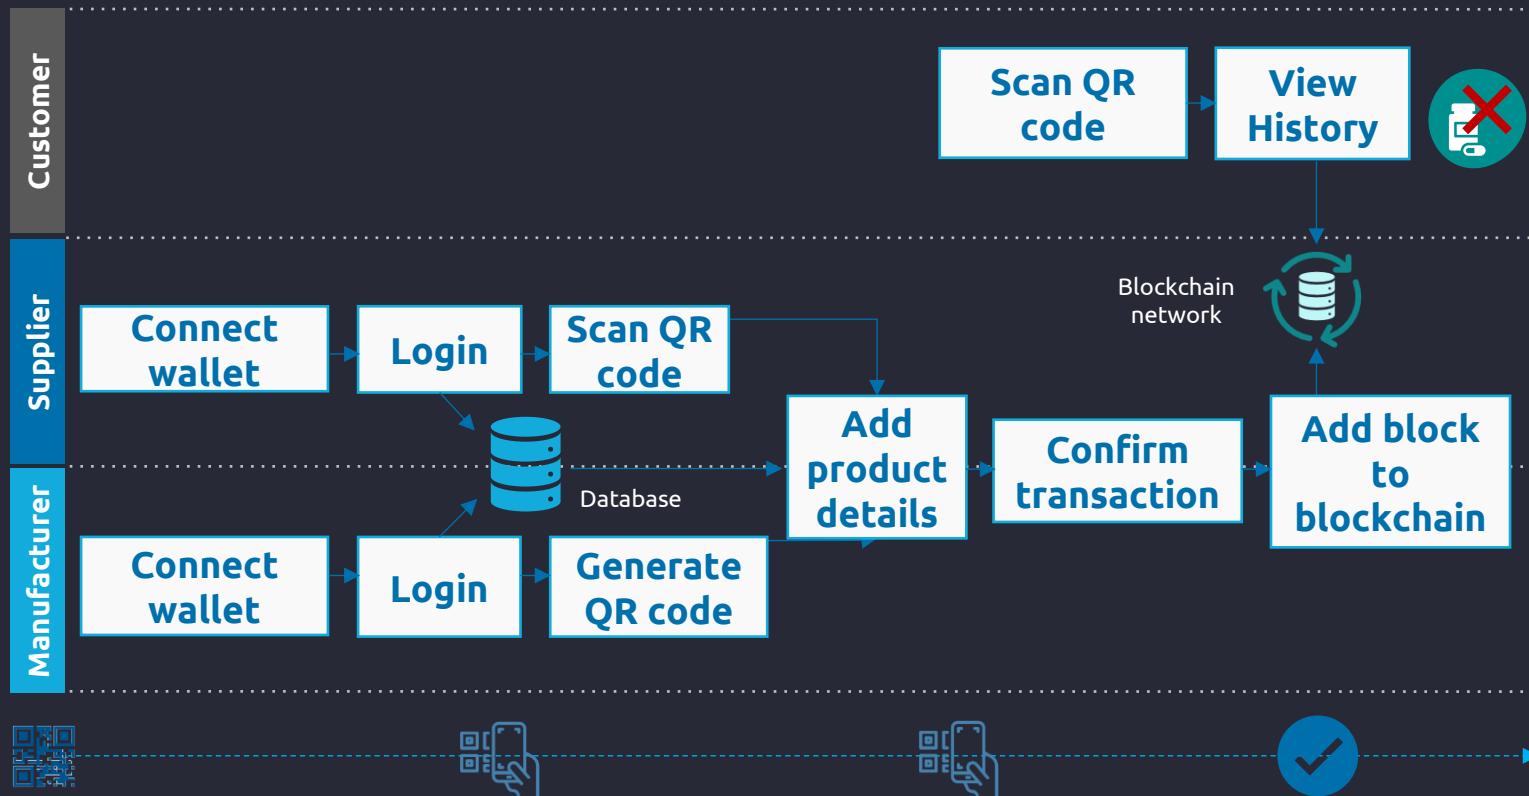 Customer
Scan QR
code
View
History
Supplier
Connect
wallet
Login
Scan QR
code
Blockchain
network
Database
Add
product
details
Confirm
transaction
Add block
to
blockchain
Manufacturer
Connect
wallet
Login
Generate
QR code